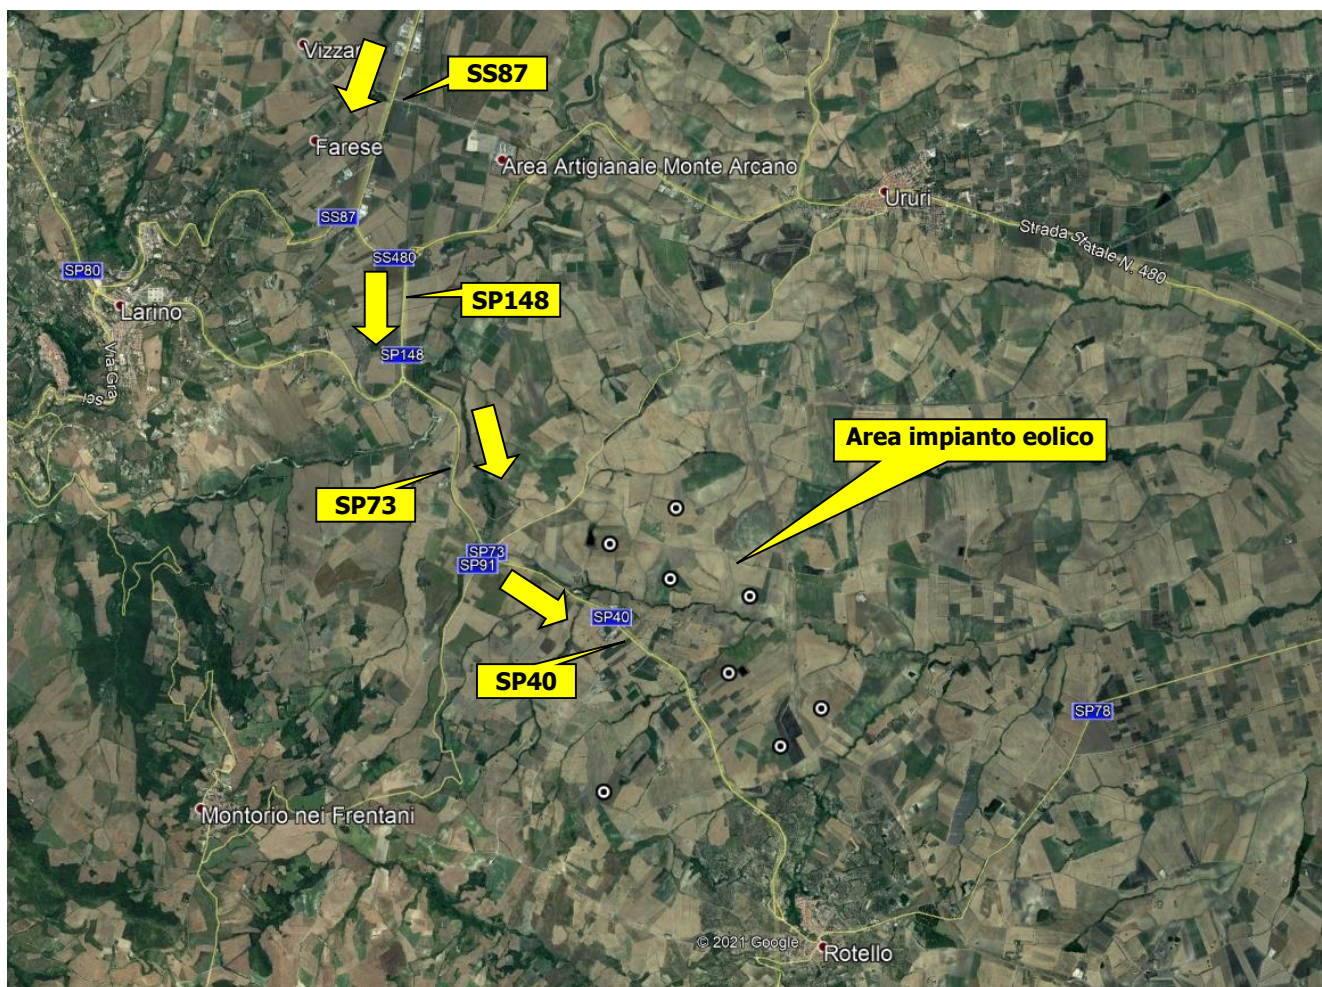 Vizzar
SS87
Farese
Area Artigianale Monte Arcano
Ururi
SS87
Strada Statale N. 480
SS480
SP80
SP148
Larino
SP148
Via Gra
sci
Area impianto eolico
SP73
SP73
SP91
SP40
SP40
SP78
Montorio nei Frentani
© 2021 Google
Rotello